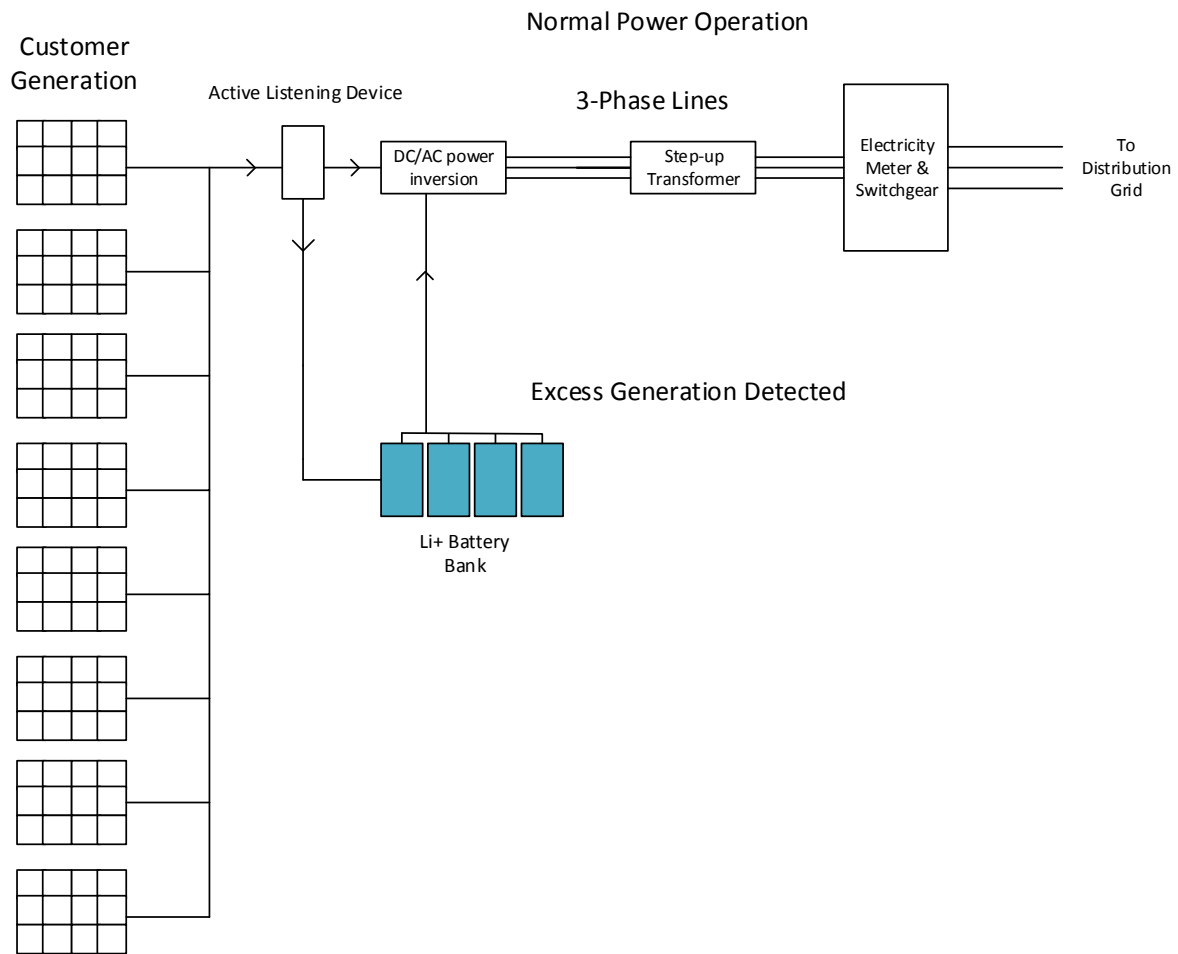 Normal Power Operation
Customer
Generation
Active Listening Device
3-Phase Lines
DC/AC power
inversion
Step-up
Transformer
Electricity
Meter &
Switchgear
To
Distribution
Grid
Excess Generation Detected
Li+ Battery
Bank